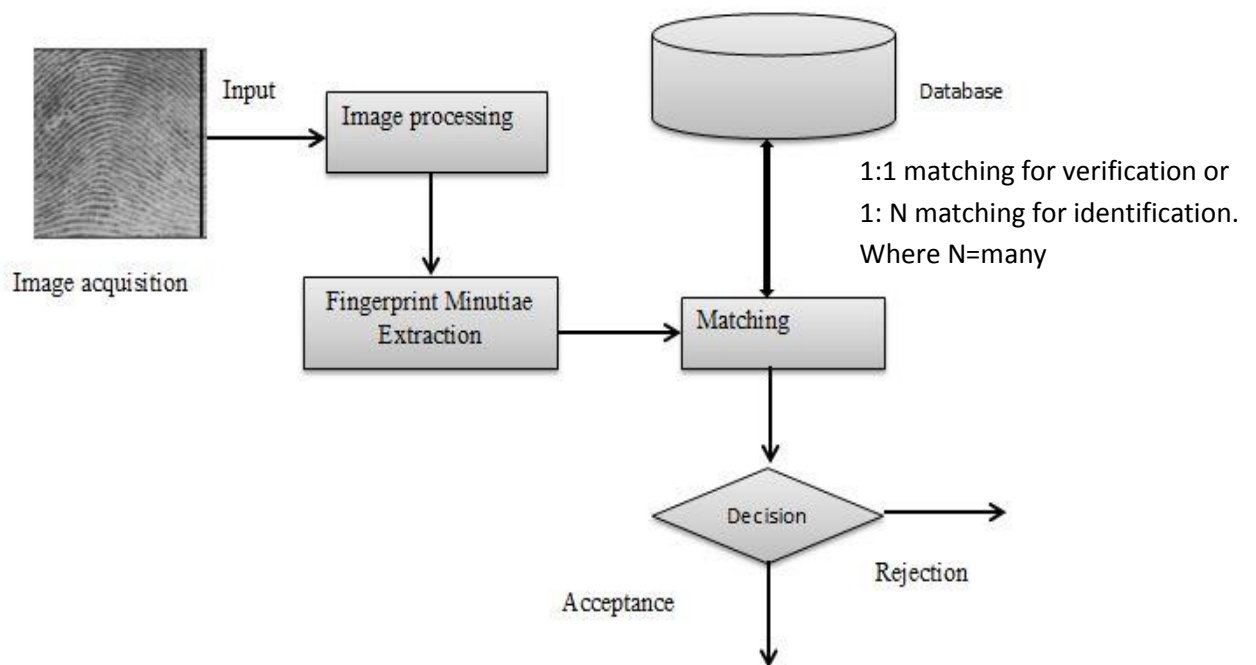 Input
Image processing
Database
1:1 matching for verification or
1: N matching for identification.
Where N=many
Image acquisition
Fingerprint Minutiae
Extraction
Matching
Decision
Rejection
Acceptance